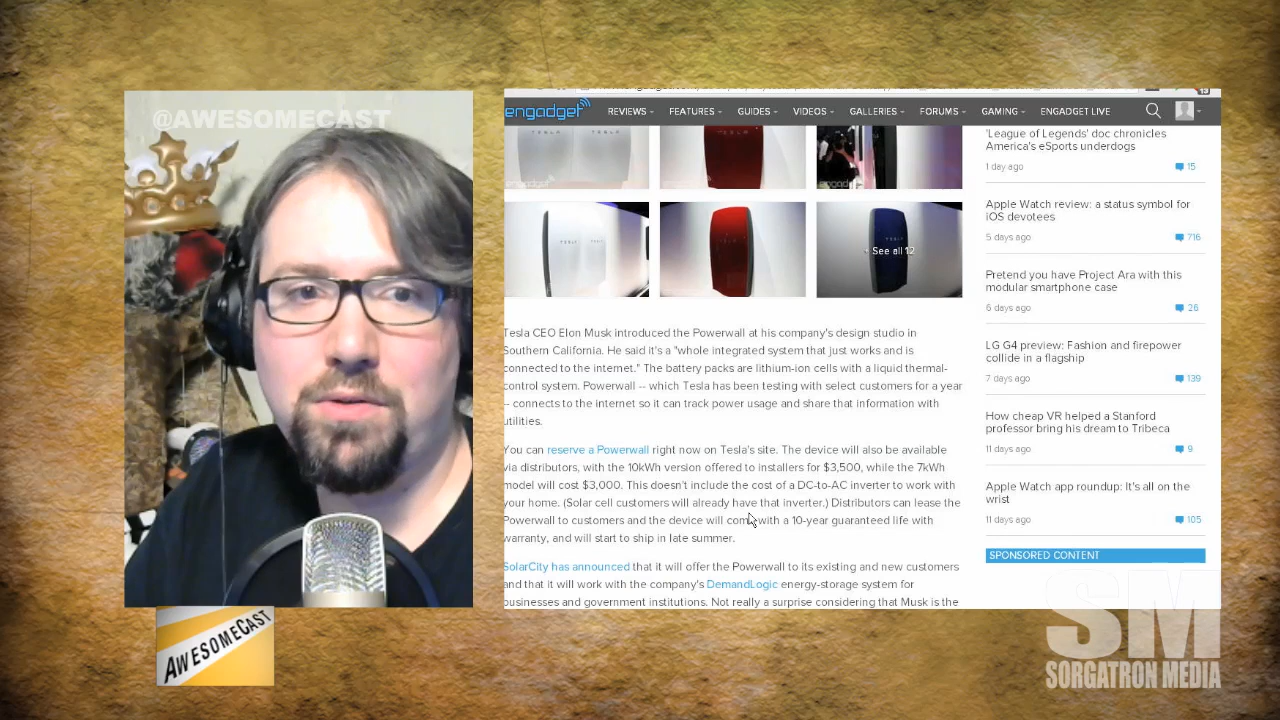 @AWESOMECAST
engadget
REVIEWS
FEATURES
GUIDES
VIDEOS
GALLERIES
FORUMS
GAMING
ENGADGET LIVE
19
TESLA TESLA
TESLA
engadget
engadget
TESLA TESLA
TESLA
See all 12
Tesla CEO Elon Musk introduced the Powerwall at his company's design studio in
Southern California. He said it's a "whole integrated system that just works and is
connected to the internet." The battery packs are lithium-ion cells with a liquid thermal-
control system. Powerwall -- which Tesla has been testing with select customers for a year
-- connects to the internet so it can track power usage and share that information with
utilities.
You can reserve a Powerwall right now on Tesla's site. The device will also be available
via distributors, with the 10kWh version offered to installers for $3,500, while the 7kWh
model will cost $3,000. This doesn't include the cost of a DC-to-AC inverter to work with
your home. (Solar cell customers will already have that inverter.) Distributors can lease the
Powerwall to customers and the device will come with a 10-year guaranteed life with
warranty, and will start to ship in late summer.
SolarCity has announced that it will offer the Powerwall to its existing and new customers
and that it will work with the company's DemandLogic energy-storage system for
businesses and government institutions. Not really a surprise considering that Musk is the
'League of Legends' doc chronicles
America's eSports underdogs
1 day ago
15
Apple Watch review: a status symbol for
iOS devotees
5 days ago
716
Pretend you have Project Ara with this
modular smartphone case
6 days ago
26
LG G4 preview: Fashion and firepower
collide in a flagship
7 days ago
139
How cheap VR helped a Stanford
professor bring his dream to Tribeca
11 days ago
9
Apple Watch app roundup: It's all on the
wrist
11 days ago
105
SPONSORED CONTENT
AWESOMECAST
SM
SORGATRON MEDIA